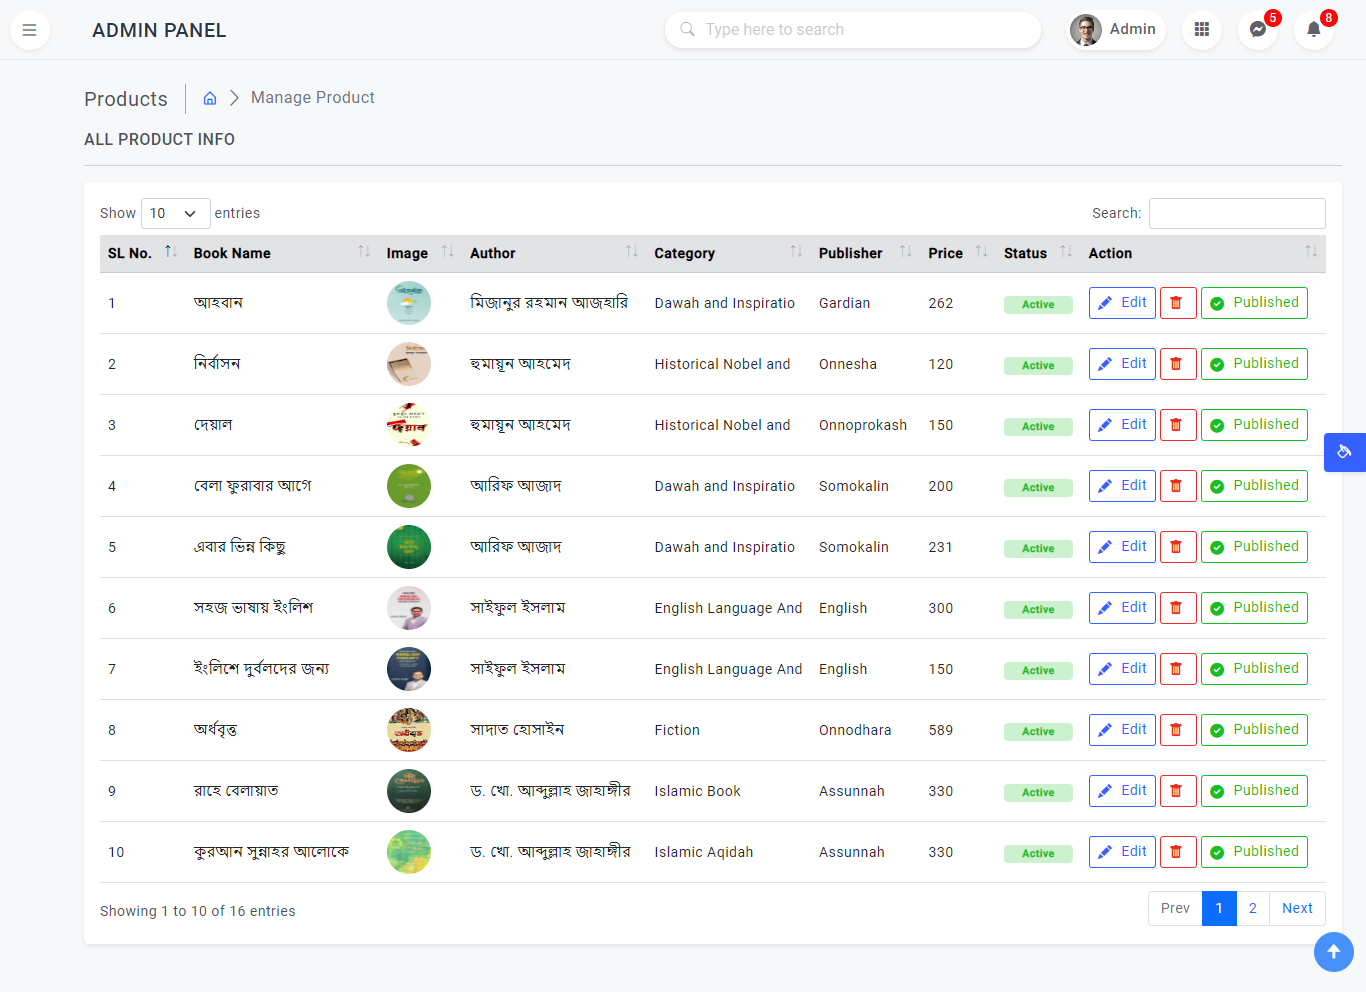 ADMIN PANEL
Type here to search
Admin
5
8
Products
Manage Product
ALL PRODUCT INFO
Show 10 entries
Search:
SL No. Book Name Image Author Category Publisher Price Status Action
1 আহবান মিজানুর রহমান আজহারি Dawah and Inspiratio Gardian 262 Active Edit Published
2 নির্বাসন হুমায়ূন আহমেদ Historical Nobel and Onnesha 120 Active Edit Published
3 দেয়াল হুমায়ূন আহমেদ Historical Nobel and Onnoprokash 150 Active Edit Published
4 বেলা ফুরাবার আগে আরিফ আজাদ Dawah and Inspiratio Somokalin 200 Active Edit Published
5 এবার ভিন্ন কিছু আরিফ আজাদ Dawah and Inspiratio Somokalin 231 Active Edit Published
6 সহজ ভাষায় ইংলিশ সাইফুল ইসলাম English Language And English 300 Active Edit Published
7 ইংলিশে দুর্বলদের জন্য সাইফুল ইসলাম English Language And English 150 Active Edit Published
8 অর্ধবৃত্ত সাদাত হোসাইন Fiction Onnodhara 589 Active Edit Published
9 রাহে বেলায়াত ড. খো. আব্দুল্লাহ জাহাঙ্গীর Islamic Book Assunnah 330 Active Edit Published
10 কুরআন সুন্নাহর আলোকে ড. খো. আব্দুল্লাহ জাহাঙ্গীর Islamic Aqidah Assunnah 330 Active Edit Published
Showing 1 to 10 of 16 entries
Prev 1 2 Next